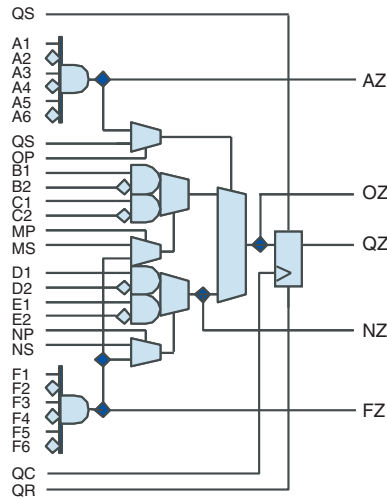 QS
A1
A2
A3
A4
A5
A6
AZ
QS
OP
B1
B2
C1
C2
MP
MS
OZ
QZ
D1
D2
E1
E2
NP
NS
NZ
F1
F2
F3
F4
F5
F6
FZ
QC
QR